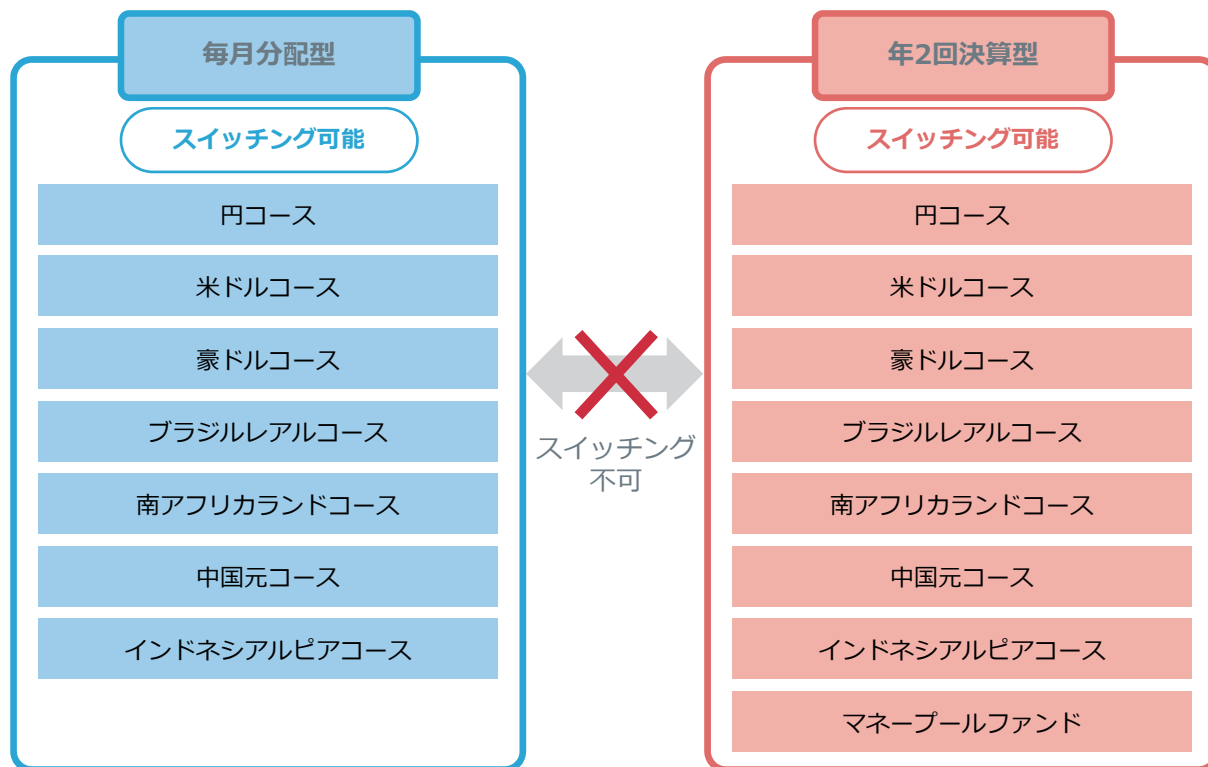 毎月分配型
スイッチング可能
円コース
米ドルコース
豪ドルコース
ブラジルレアルコース
南アフリカランドコース
中国元コース
インドネシアルピアコース
スイッチング
不可
年2回決算型
スイッチング可能
円コース
米ドルコース
豪ドルコース
ブラジルレアルコース
南アフリカランドコース
中国元コース
インドネシアルピアコース
マネープールファンド